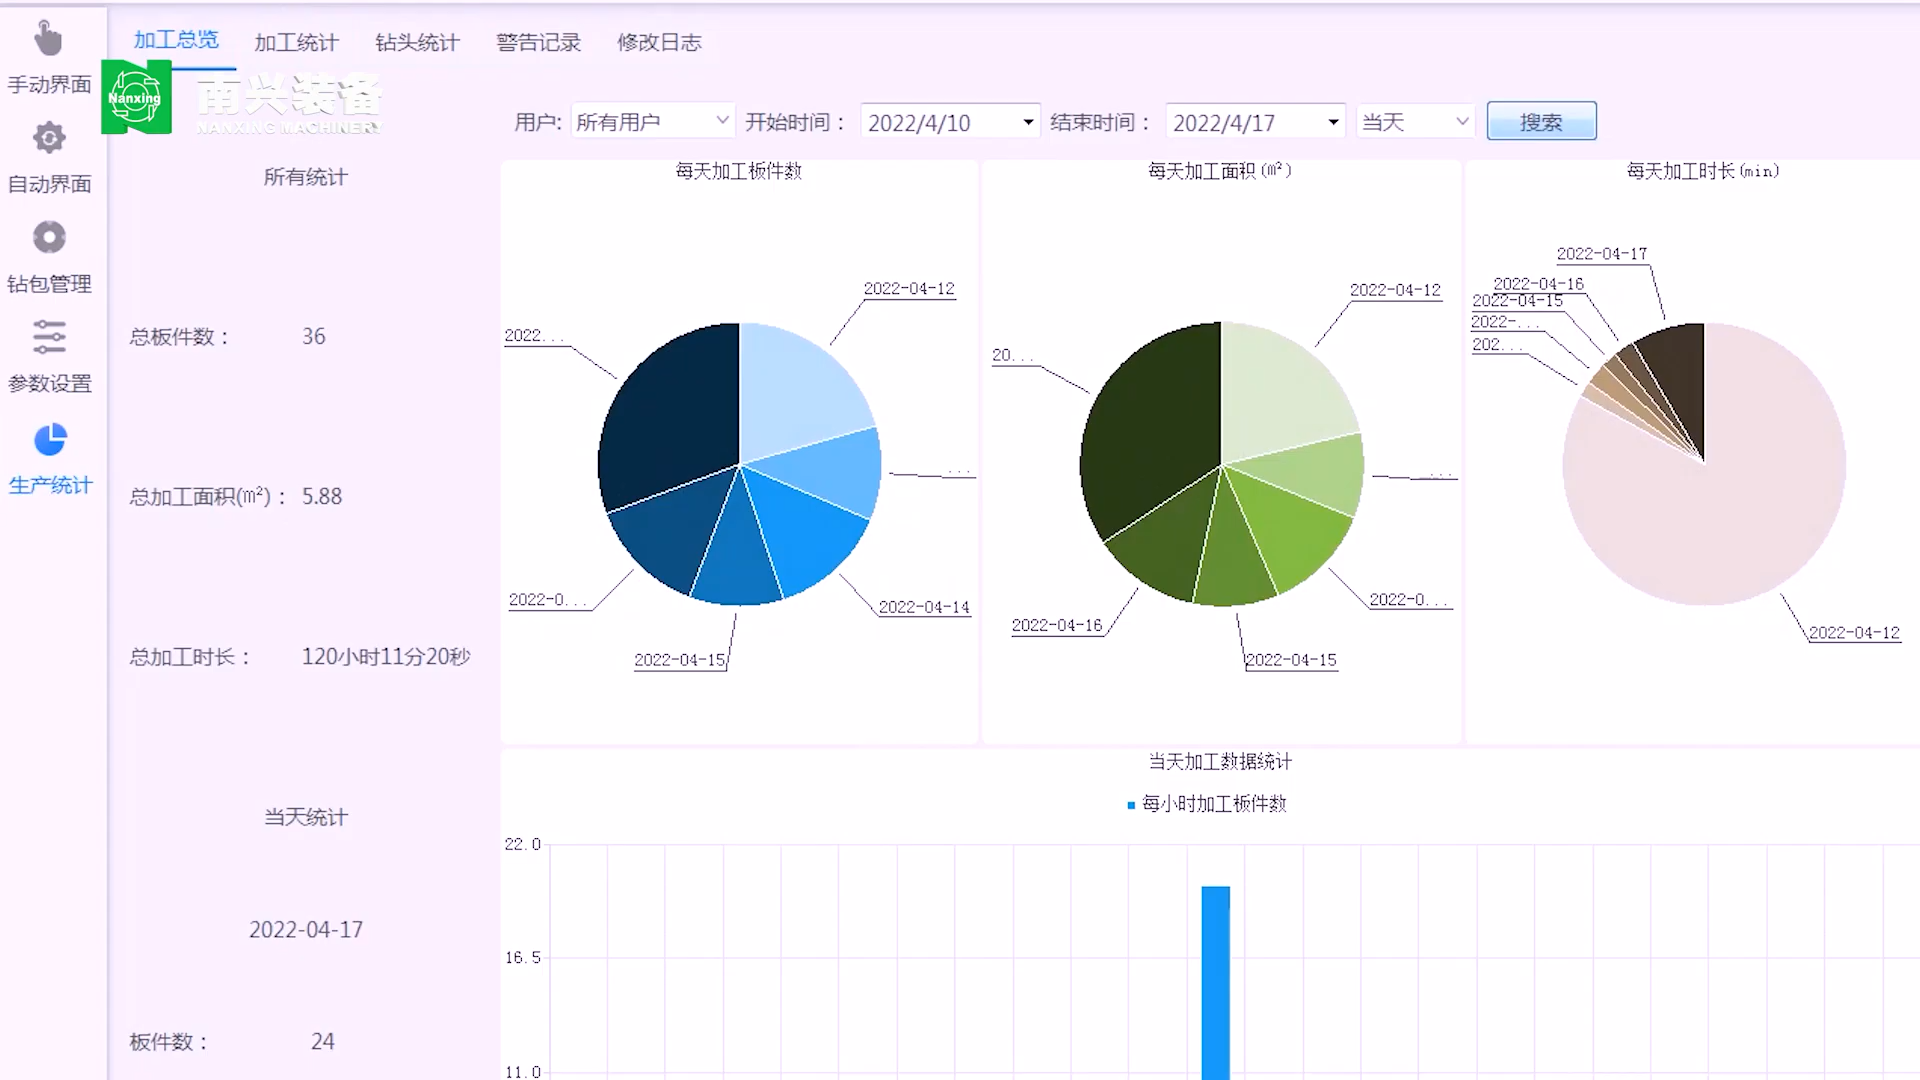 加工总览 加工统计 钻头统计 警告记录 修改日志
手动界面
自动界面
钻包管理
参数设置
生产统计
Nanxing
南兴装备
NANXING MACHINERY
用户: 所有用户 开始时间： 2022/4/10 结束时间： 2022/4/17 当天 搜索
所有统计
总板件数： 36
总加工面积(m²)： 5.88
总加工时长： 120小时11分20秒
当天统计
2022-04-17
板件数： 24
每天加工板件数
2022-04-12
2022...
...
2022-0...
2022-04-14
2022-04-15
每天加工面积(m²)
2022-04-12
20...
...
2022-0...
2022-04-16
2022-04-15
每天加工时长(min)
2022-04-17
2022-04-16
2022-04-15
2022-...
202...
2022-04-12
当天加工数据统计
每小时加工板件数
22.0
16.5
11.0